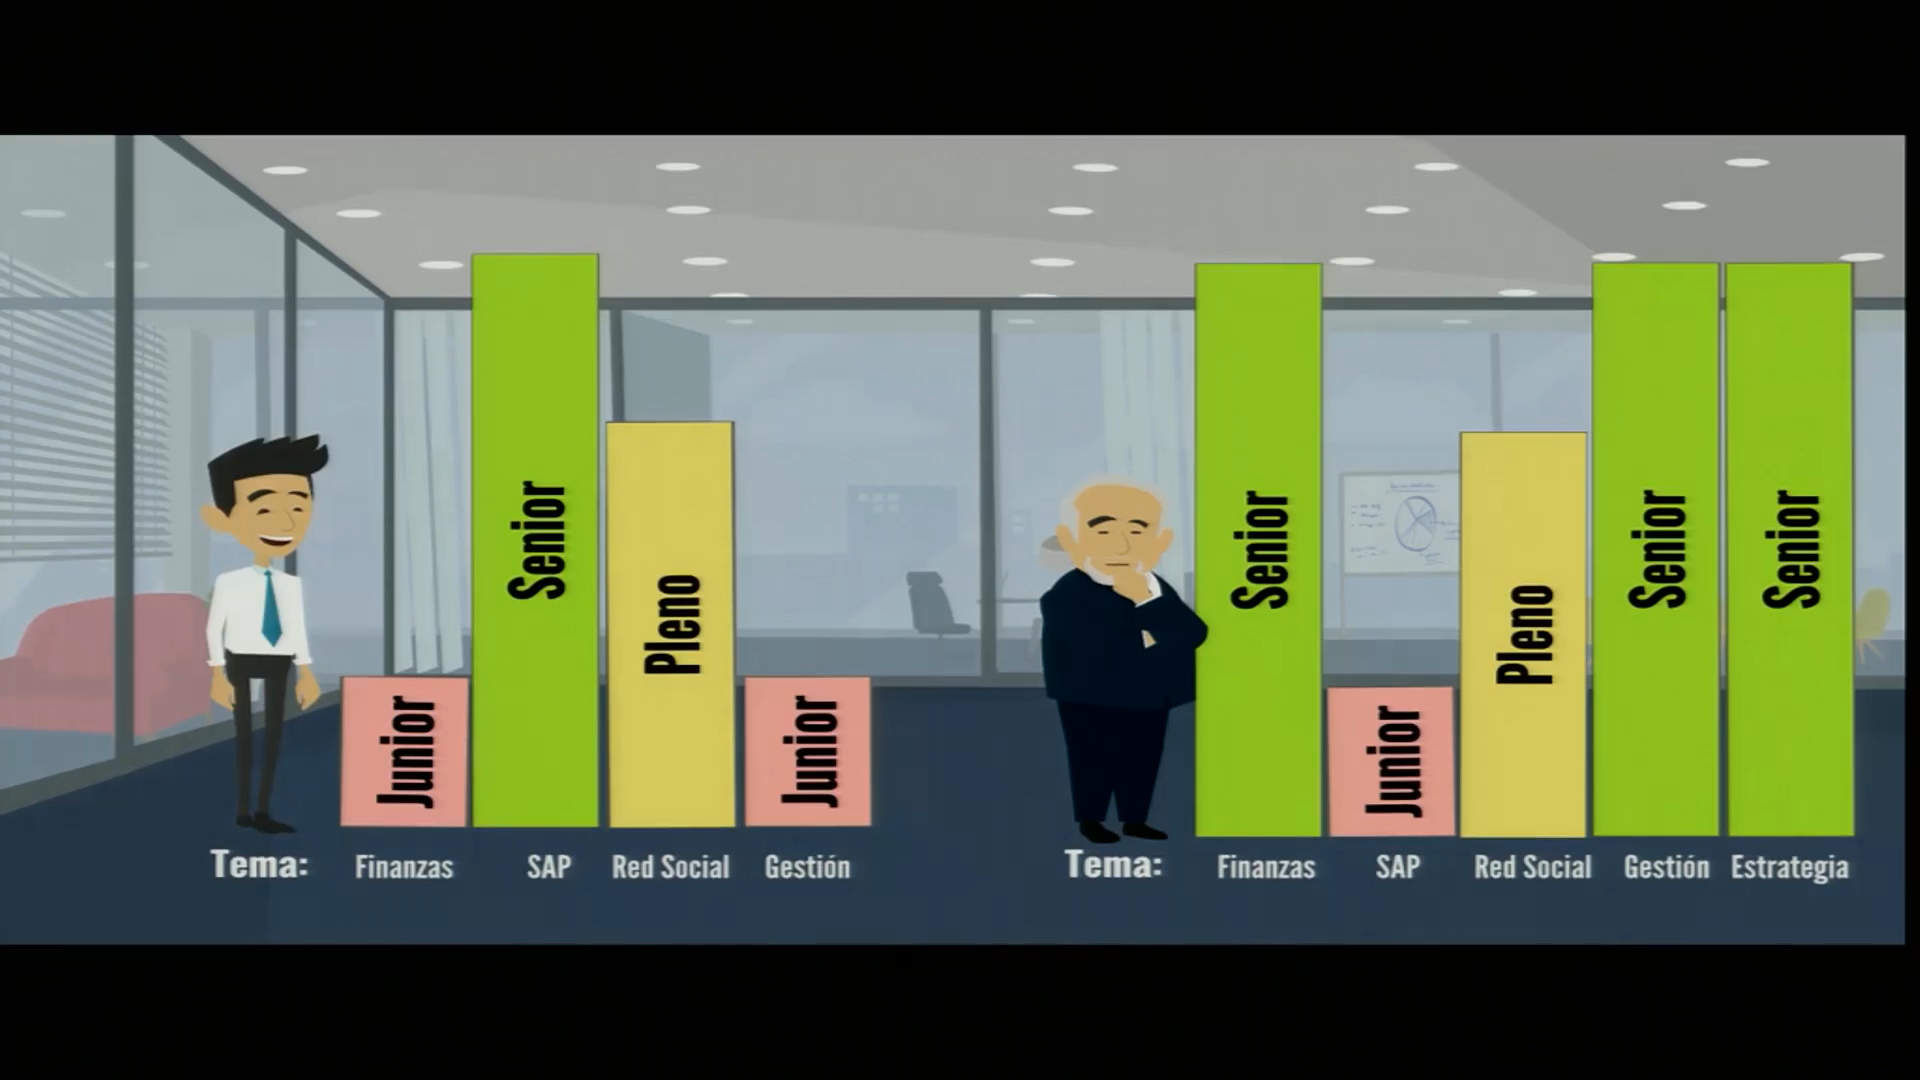 Junior
Senior
Pleno
Junior
Tema: Finanzas SAP Red Social Gestión
Senior
Junior
Pleno
Senior
Senior
Tema: Finanzas SAP Red Social Gestión Estrategia